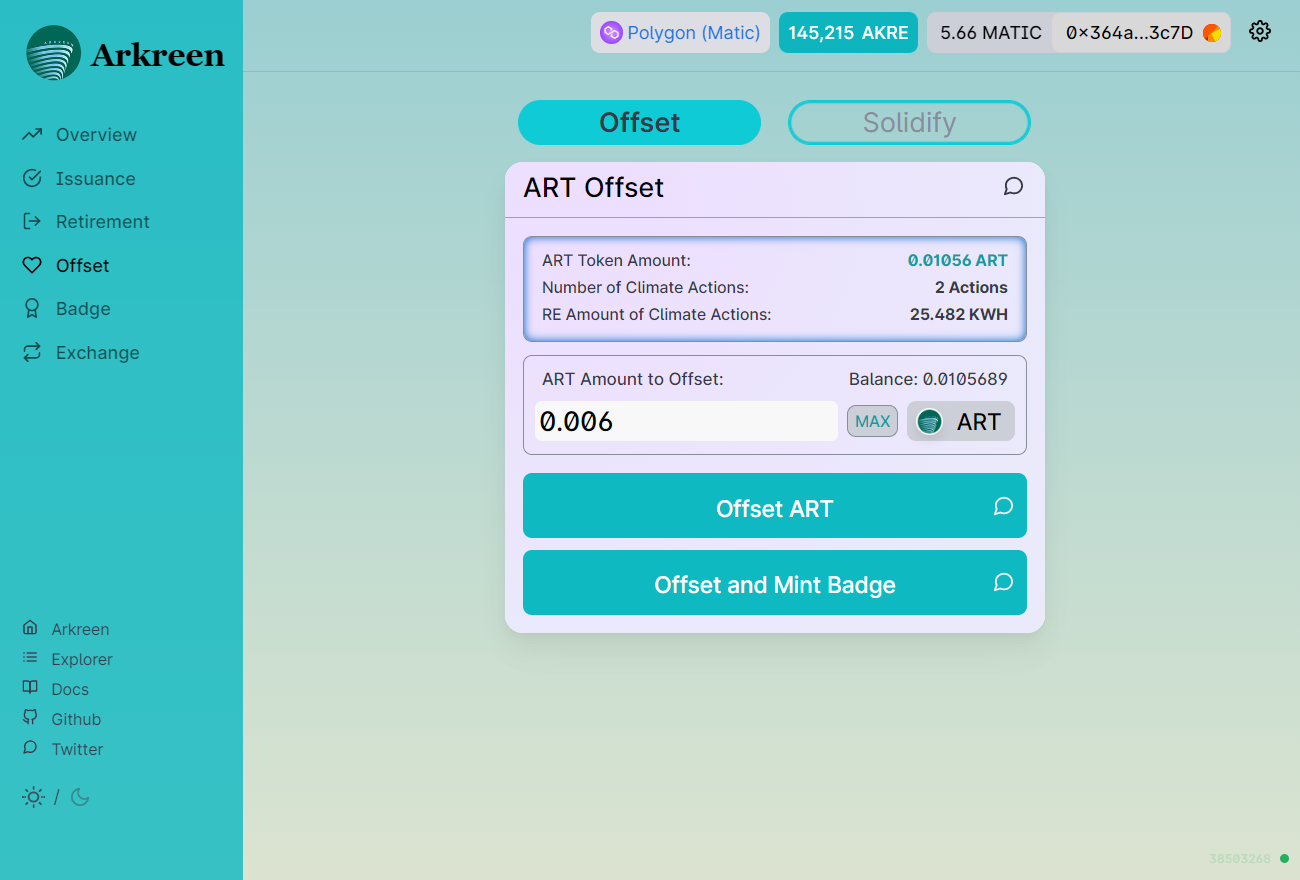 Arkreen
Overview
Issuance
Retirement
Offset
Badge
Exchange
Arkreen
Explorer
Docs
Github
Twitter
/
Polygon (Matic)
145,215 AKRE
5.66 MATIC
0x364a...3c7D
Offset
Solidify
ART Offset
ART Token Amount: 0.01056 ART
Number of Climate Actions: 2 Actions
RE Amount of Climate Actions: 25.482 KWH
ART Amount to Offset: Balance: 0.0105689
0.006 MAX ART
Offset ART
Offset and Mint Badge
38503268